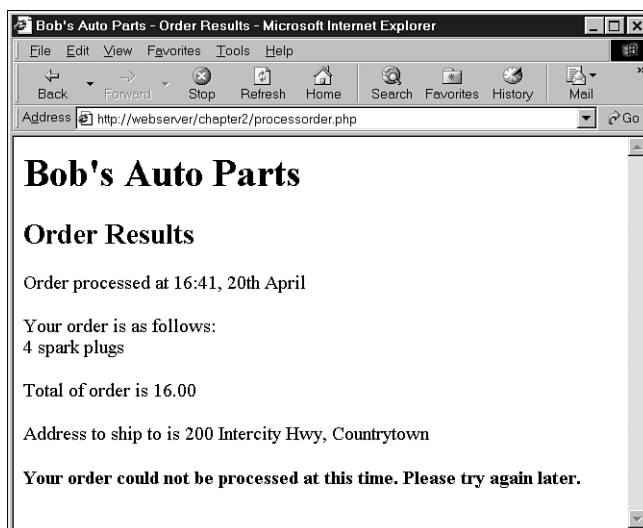 Bob's Auto Parts - Order Results - Microsoft Internet Explorer
File Edit View Favorites Tools Help
Back Forward Stop Refresh Home Search Favorites History Mail »
Address http://webserver/chapter2/processorder.php Go
Bob's Auto Parts
Order Results
Order processed at 16:41, 20th April
Your order is as follows:
4 spark plugs
Total of order is 16.00
Address to ship to is 200 Intercity Hwy, Countrytown
Your order could not be processed at this time. Please try again later.